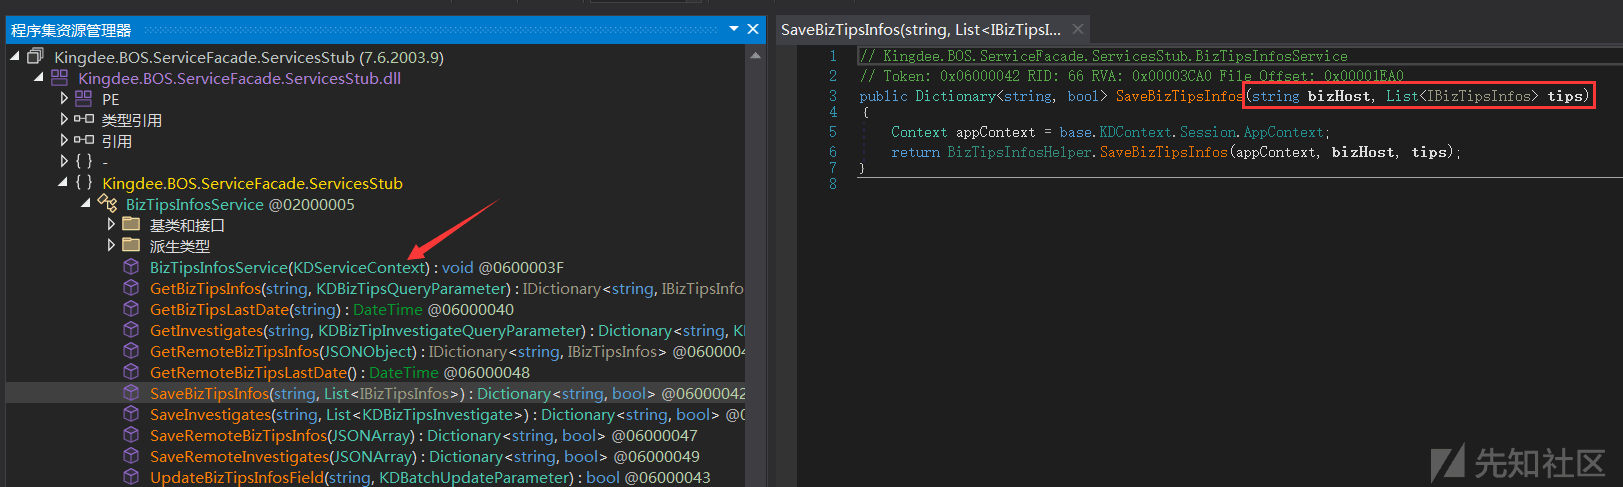 程序集资源管理器
Kingdee.BOS.ServiceFacade.ServicesStub (7.6.2003.9)
Kingdee.BOS.ServiceFacade.ServicesStub.dll
PE
类型引用
引用
{ } -
{ } Kingdee.BOS.ServiceFacade.ServicesStub
BizTipsInfosService @02000005
基类和接口
派生类型
BizTipsInfosService(KDServiceContext) : void @0600003F
GetBizTipsInfos(string, KDBizTipsQueryParameter) : IDictionary<string, IBizTipsInfo
GetBizTipsLastDate(string) : DateTime @06000040
GetInvestigates(string, KDBizTipInvestigateQueryParameter) : Dictionary<string, KD
GetRemoteBizTipsInfos(JSONObject) : IDictionary<string, IBizTipsInfos> @0600004
GetRemoteBizTipsLastDate() : DateTime @06000048
SaveBizTipsInfos(string, List<IBizTipsInfos>) : Dictionary<string, bool> @06000042
SaveInvestigates(string, List<KDBizTipsInvestigate>) : Dictionary<string, bool> @0
SaveRemoteBizTipsInfos(JSONArray) : Dictionary<string, bool> @06000047
SaveRemoteInvestigates(JSONArray) : Dictionary<string, bool> @06000049
UpdateBizTipsInfosField(string, KDBatchUpdateParameter) : bool @06000043
SaveBizTipsInfos(string, List<IBizTipsI...
1 // Kingdee.BOS.ServiceFacade.ServicesStub.BizTipsInfosService
2 // Token: 0x06000042 RID: 66 RVA: 0x00003CA0 File Offset: 0x00001EA0
3 public Dictionary<string, bool> SaveBizTipsInfos(string bizHost, List<IBizTipsInfos> tips)
4 {
5 Context appContext = base.KDContext.Session.AppContext;
6 return BizTipsInfosHelper.SaveBizTipsInfos(appContext, bizHost, tips);
7 }
8
先知社区